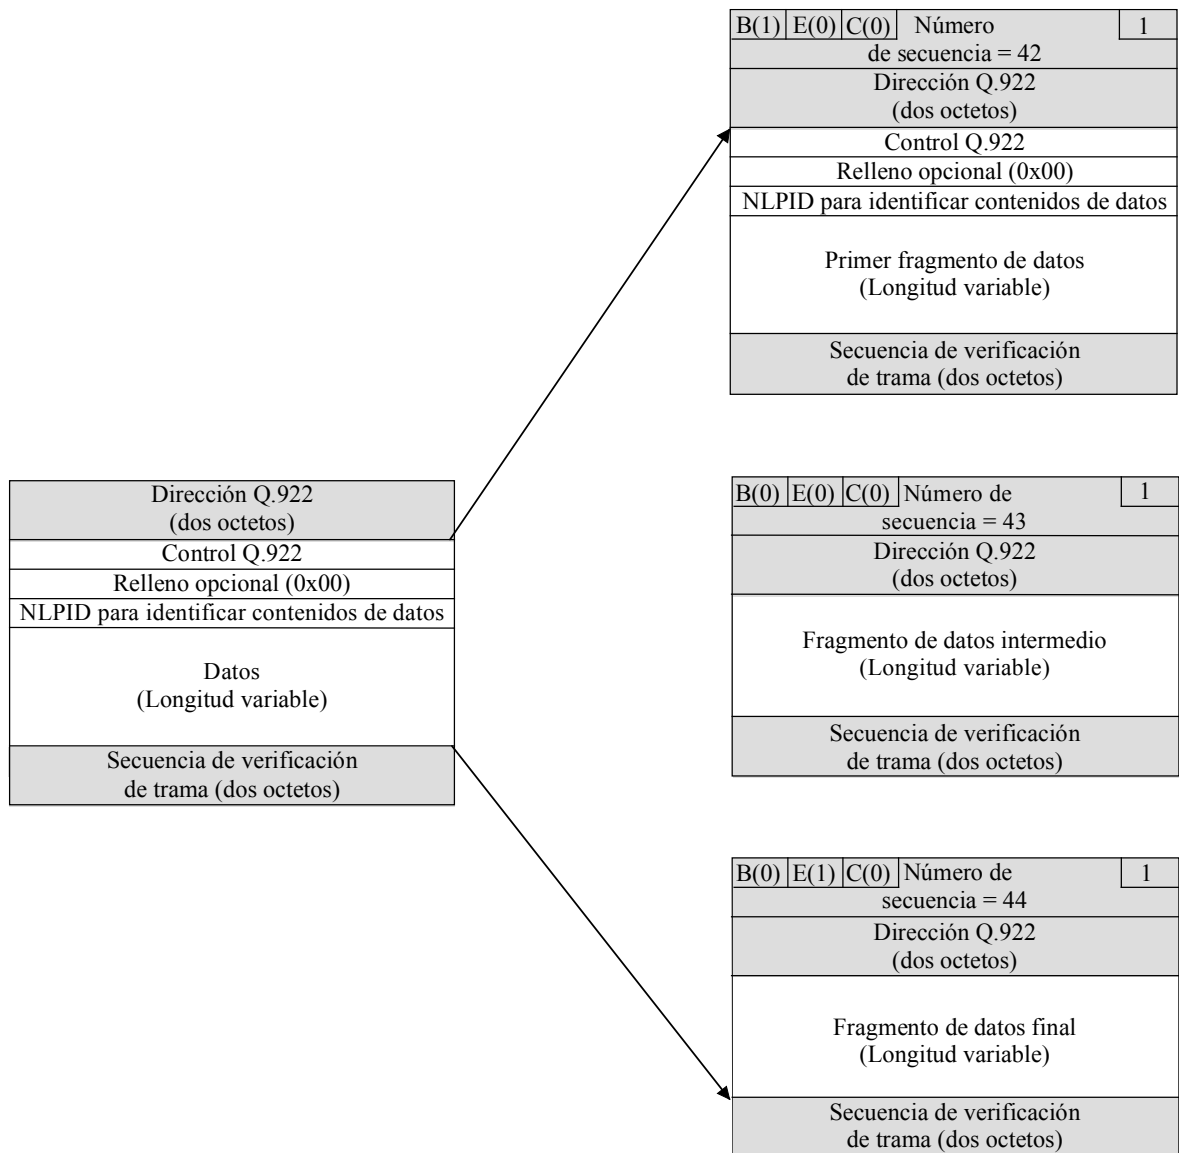 Dirección Q.922
(dos octetos)
Control Q.922
Relleno opcional (0x00)
NLPID para identificar contenidos de datos
Datos
(Longitud variable)
Secuencia de verificación
de trama (dos octetos)
B(1) E(0) C(0) Número 1
de secuencia = 42
Dirección Q.922
(dos octetos)
Control Q.922
Relleno opcional (0x00)
NLPID para identificar contenidos de datos
Primer fragmento de datos
(Longitud variable)
Secuencia de verificación
de trama (dos octetos)
B(0) E(0) C(0) Número de 1
secuencia = 43
Dirección Q.922
(dos octetos)
Fragmento de datos intermedio
(Longitud variable)
Secuencia de verificación
de trama (dos octetos)
B(0) E(1) C(0) Número de 1
secuencia = 44
Dirección Q.922
(dos octetos)
Fragmento de datos final
(Longitud variable)
Secuencia de verificación
de trama (dos octetos)